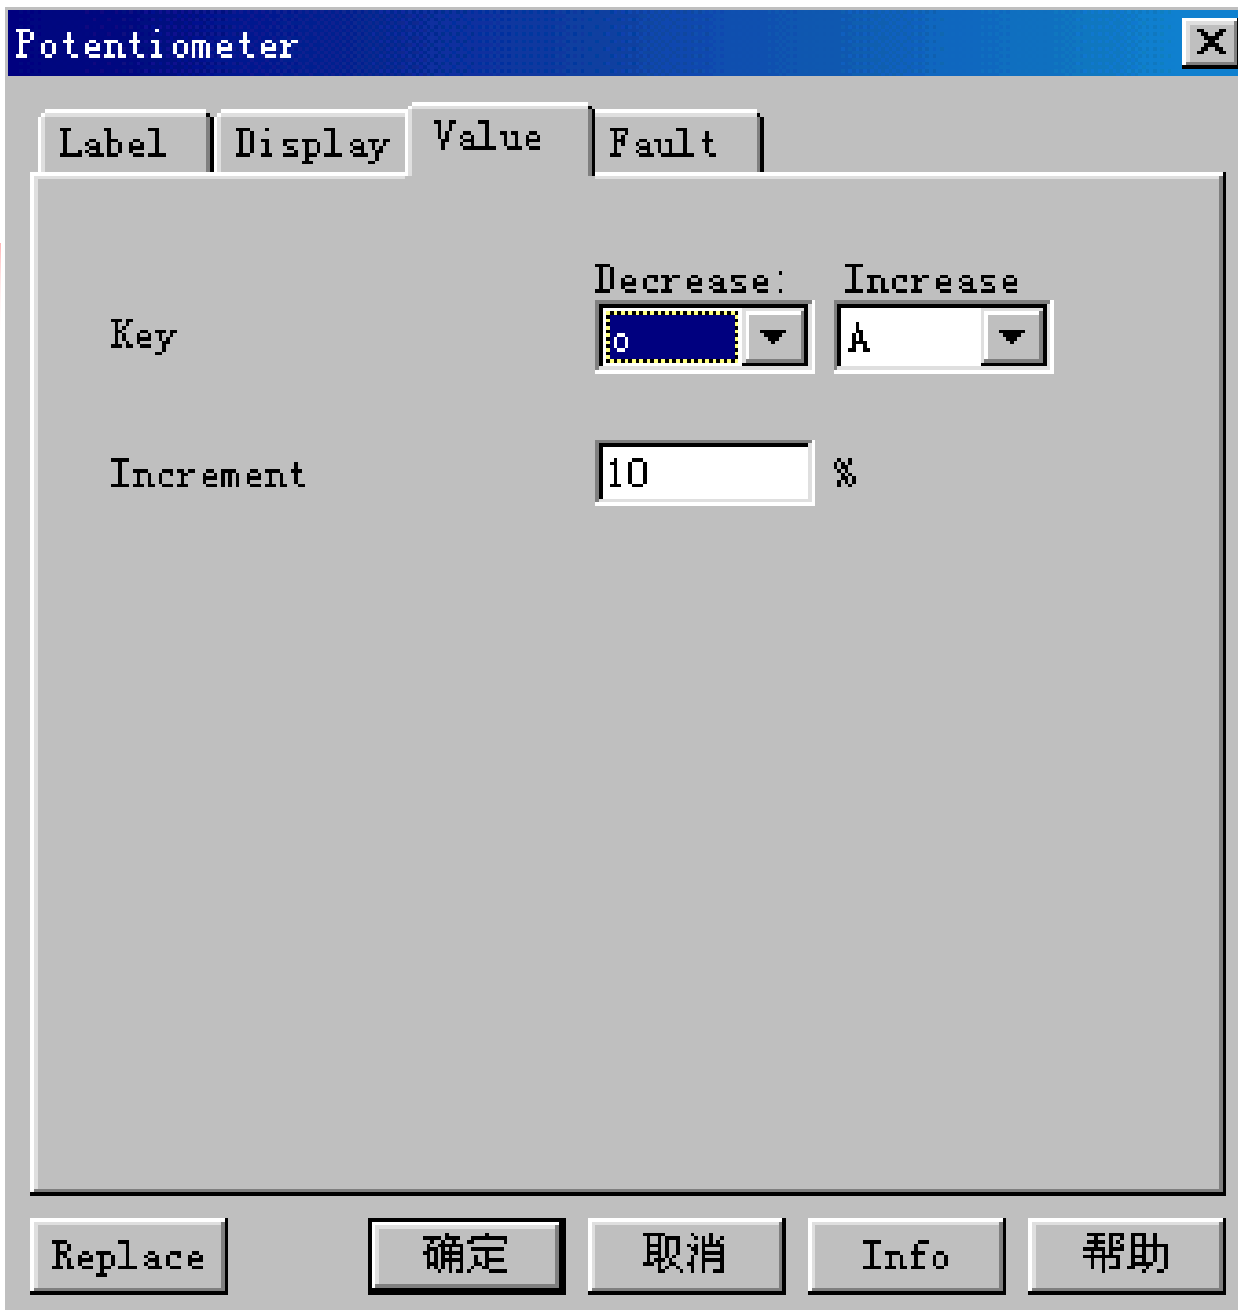 Potentiometer
Label Display Value Fault
Decrease: Increase
Key o A
Increment 10 %
Replace 确定 取消 Info 帮助